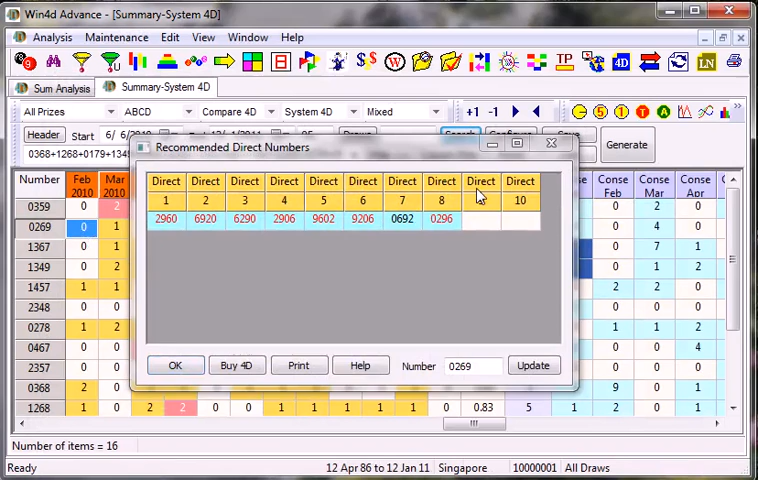 Win4d Advance - [Summary-System 4D]
Analysis Maintenance Edit View Window Help
TP 4D LN
Sum Analysis Summary-System 4D
All Prizes ABCD Compare 4D System 4D Mixed +1 -1
Header Start 6/ 6/2010
0368+1268+0179+1349
Generate
Recommended Direct Numbers
Direct Direct Direct Direct Direct Direct Direct Direct Direct Direct
1 2 3 4 5 6 7 8 10
2960 6920 6290 2906 9602 9206 0692 0296
OK Buy 4D Print Help Number 0269 Update
Number Feb 2010 Mar 2010 Conse Feb Conse Mar Conse Apr
0359 0 2 0 2 0
0269 0 1 0 4 0
1367 0 1 0 7 1
1349 0 2 0 1 2
1457 1 1 2 2 0
2348 0 0 0 0 0
0278 1 2 1 1 2
0467 0 0 0 0 4
2357 0 0 0 0 0
0368 2 0 9 0 1
1268 1 0 2 2 0 1 1 1 1 0 0.83 5 1 2 0
Number of items = 16
Ready 12 Apr 86 to 12 Jan 11 Singapore 10000001 All Draws